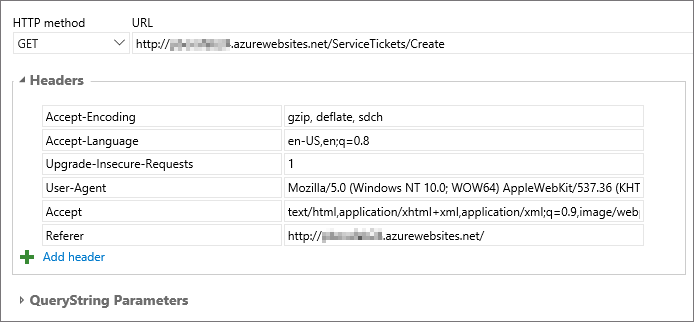 HTTP method URL
GET http:// .azurewebsites.net/ServiceTickets/Create
Headers
Accept-Encoding gzip, deflate, sdch
Accept-Language en-US,en;q=0.8
Upgrade-Insecure-Requests 1
User-Agent Mozilla/5.0 (Windows NT 10.0; WOW64) AppleWebKit/537.36 (KHT
Accept text/html,application/xhtml+xml,application/xml;q=0.9,image/web
Referer http:// .azurewebsites.net/
Add header
QueryString Parameters